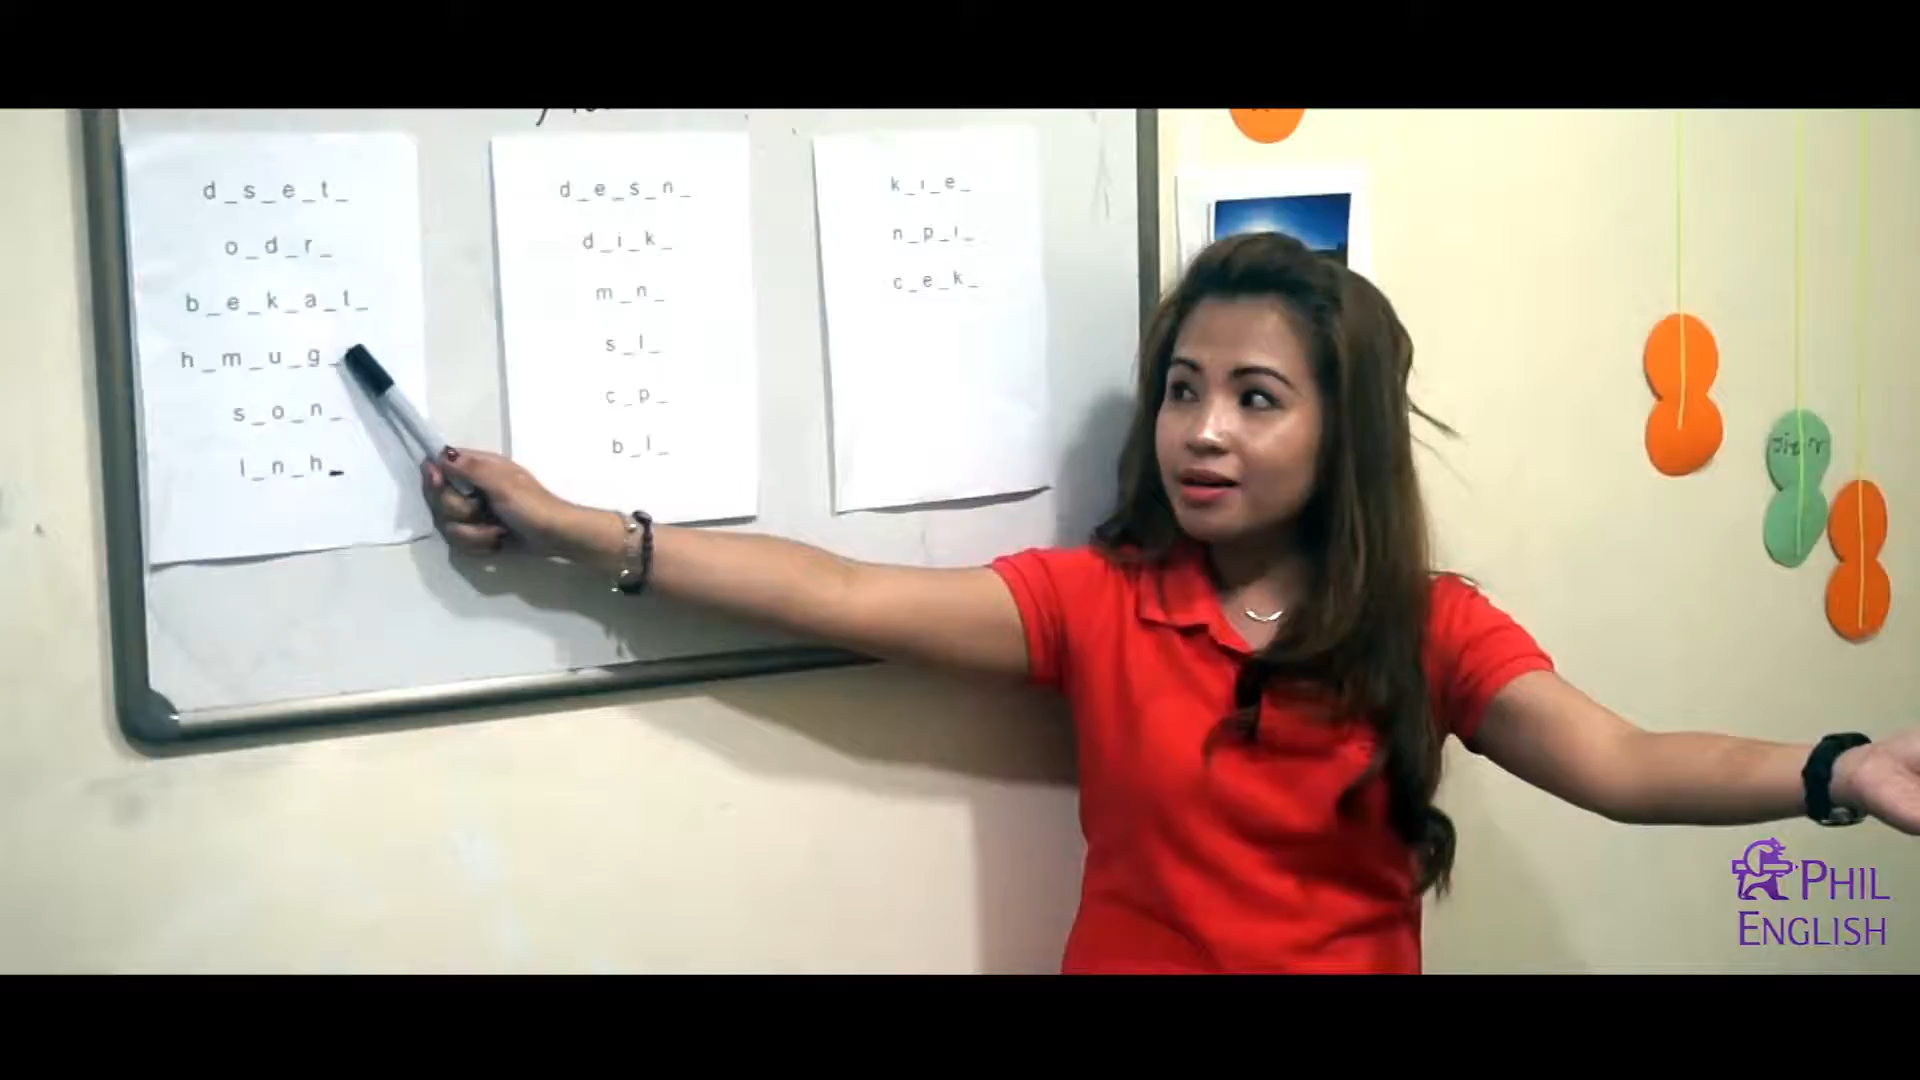 d_s_e_t_
o_d_r_
b_e_k_a_t_
h_m_u_g_
s_o_n_
l_n_h_
d_e_s_n_
d_i_k_
m_n_
s_l_
c_p_
b_l_
k_i_e_
n_p_i_
c_e_k_
PHIL
ENGLISH